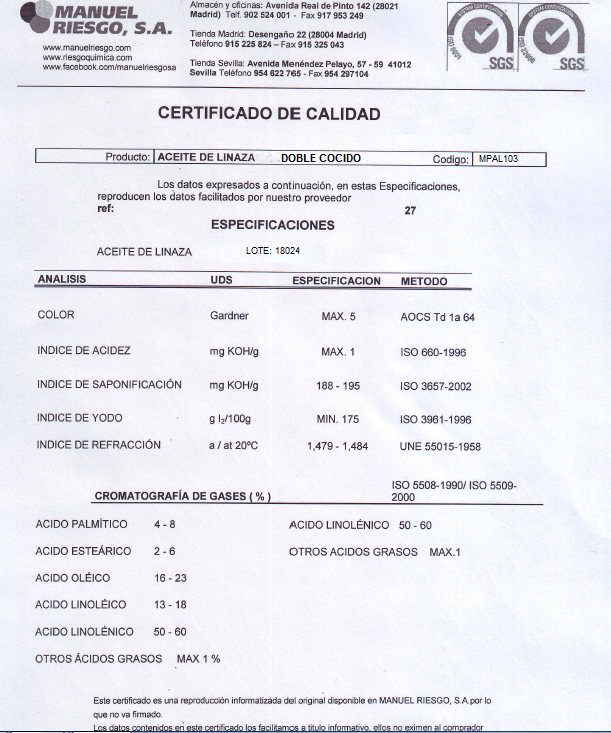 MANUEL
RIESGO, S.A.
www.manuelriesgo.com
www.riesgoquimica.com
www.facebook.com/manuelriesgosa
Almacén y oficinas: Avenida Real de Pinto 142 (28021
Madrid) Telf. 902 524 001 - Fax 917 953 249
Tienda Madrid: Desengaño 22 (28004 Madrid)
Teléfono 915 225 824 – Fax 915 325 043
Tienda Sevilla: Avenida Menéndez Pelayo, 57 - 59 41012
Sevilla Teléfono 954 622 765 - Fax 954 297104
ISO 9001
SGS
SGS
CERTIFICADO DE CALIDAD
Producto: ACEITE DE LINAZA DOBLE COCIDO Codigo: MPAL103
Los datos expresados a continuación, en estas Especificaciones,
reproducen los datos facilitados por nuestro proveedor
ref: 27
ESPECIFICACIONES
ACEITE DE LINAZA LOTE: 18024
ANALISIS UDS ESPECIFICACION METODO
COLOR Gardner MAX. 5 AOCS Td 1a 64
INDICE DE ACIDEZ mg KOH/g MAX. 1 ISO 660-1996
INDICE DE SAPONIFICACIÓN mg KOH/g 188 - 195 ISO 3657-2002
INDICE DE YODO g I₂/100g MIN. 175 ISO 3961-1996
INDICE DE REFRACCIÓN a / at 20ºC 1,479 - 1,484 UNE 55015-1958
CROMATOGRAFÍA DE GASES ( % ) ISO 5508-1990/ ISO 5509-
2000
ACIDO PALMÍTICO 4 - 8 ACIDO LINOLÉNICO 50 - 60
ACIDO ESTEÁRICO 2 - 6 OTROS ACIDOS GRASOS MAX.1
ACIDO OLÉICO 16 - 23
ACIDO LINOLÉICO 13 - 18
ACIDO LINOLÉNICO 50 - 60
OTROS ÁCIDOS GRASOS MAX 1 %
Este certificado es una reproducción informatizada del original disponible en MANUEL RIESGO, S.A.por lo
que no va firmado.
Los datos contenidos en este certificado los facilitamos a titulo informativo, ellos no eximen al comprador